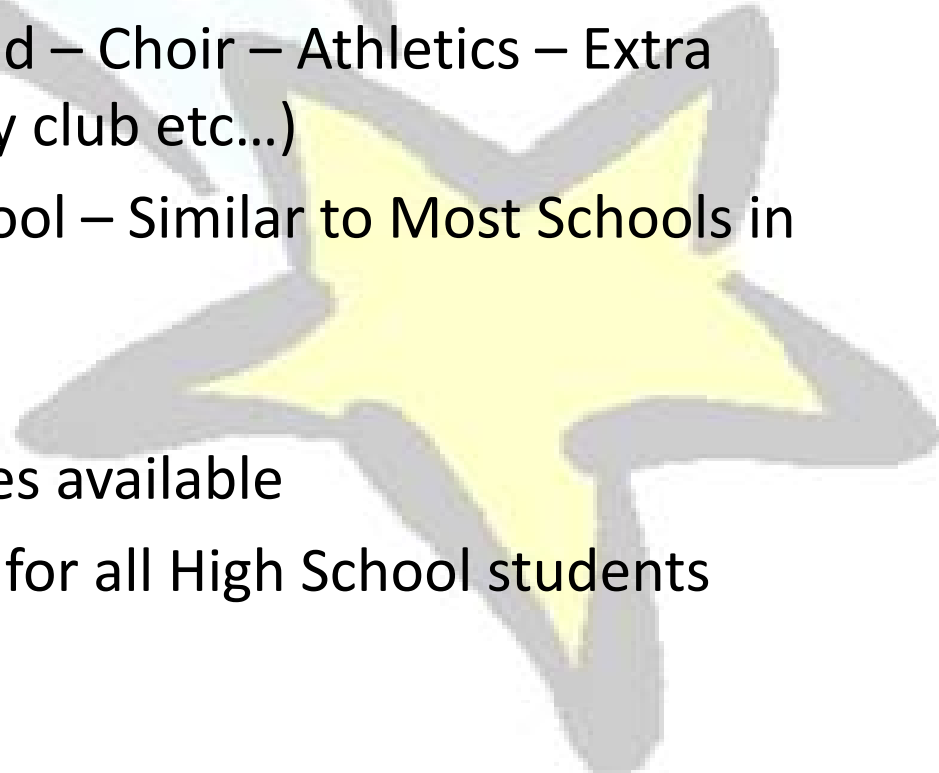 d – Choir – Athletics – Extra
y club etc…)
ool – Similar to Most Schools in
es available
for all High School students